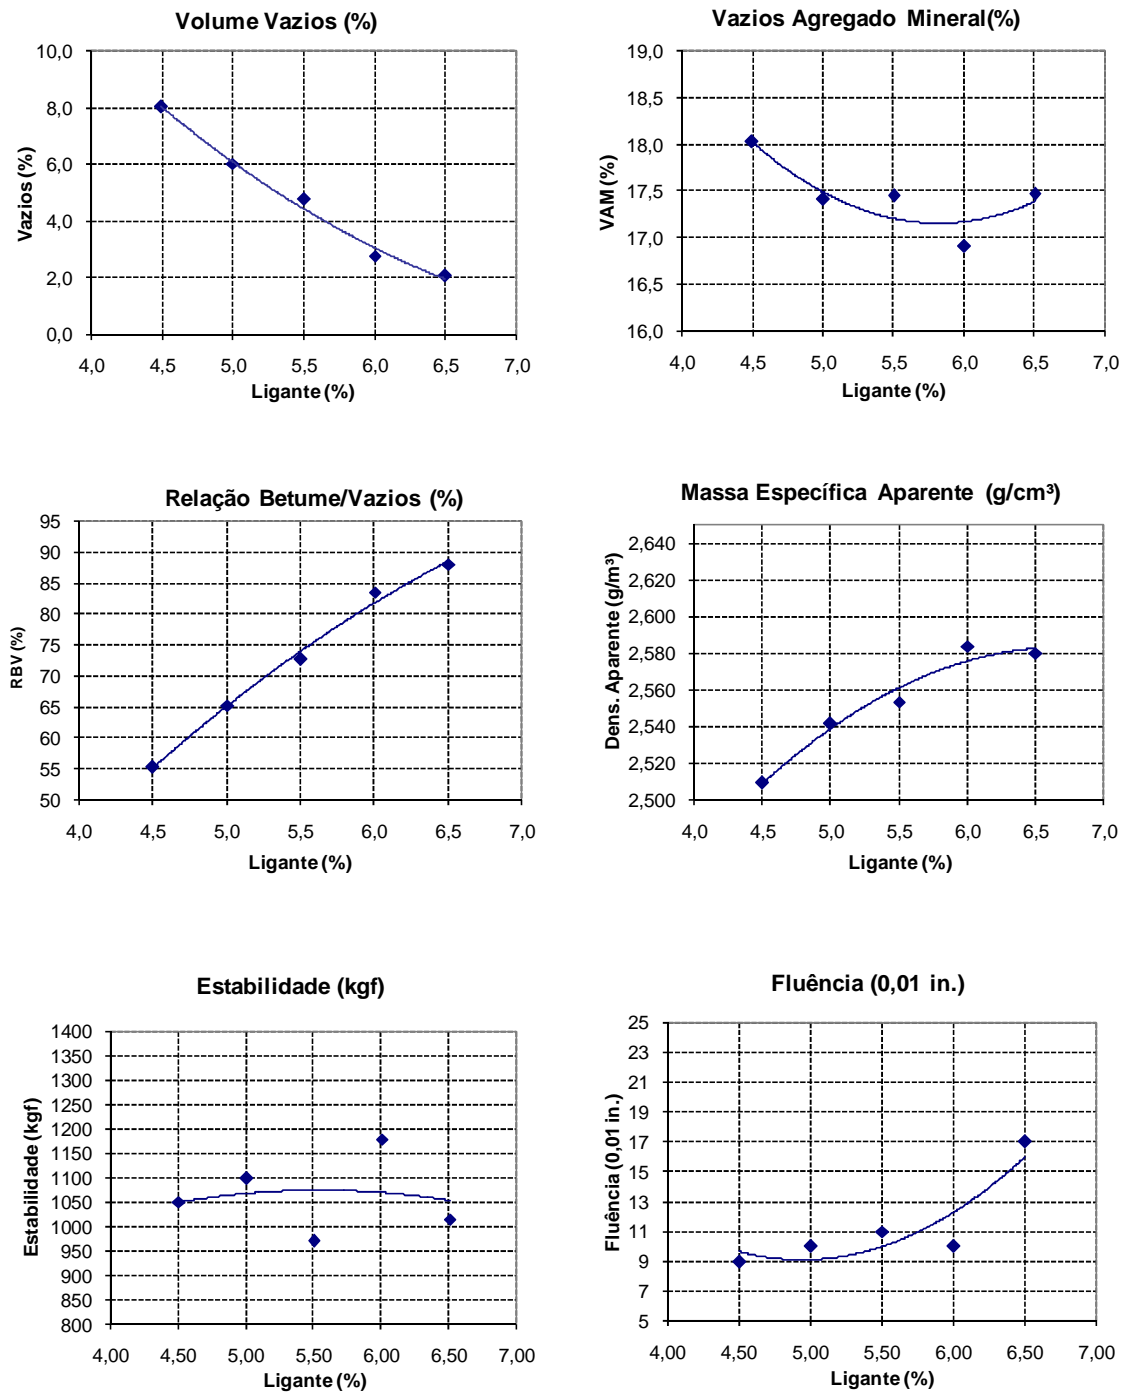 Volume Vazios (%)
10,0
8,0
6,0
4,0
2,0
0,0
Vazios (%)
4,0 4,5 5,0 5,5 6,0 6,5 7,0
Ligante (%)
Vazios Agregado Mineral(%)
19,0
18,5
18,0
17,5
17,0
16,5
16,0
VAM (%)
4,0 4,5 5,0 5,5 6,0 6,5 7,0
Ligante (%)
Relação Betume/Vazios (%)
95
90
85
80
75
70
65
60
55
50
RBV (%)
4,0 4,5 5,0 5,5 6,0 6,5 7,0
Ligante (%)
Massa Específica Aparente (g/cm³)
2,640
2,620
2,600
2,580
2,560
2,540
2,520
2,500
Dens. Aparente (g/m³)
4,0 4,5 5,0 5,5 6,0 6,5 7,0
Ligante (%)
Estabilidade (kgf)
1400
1350
1300
1250
1200
1150
1100
1050
1000
950
900
850
800
Estabilidade (kgf)
4,00 4,50 5,00 5,50 6,00 6,50 7,00
Ligante (%)
Fluência (0,01 in.)
25
23
21
19
17
15
13
11
9
7
5
Fluência (0,01 in.)
4,00 4,50 5,00 5,50 6,00 6,50 7,00
Ligante (%)